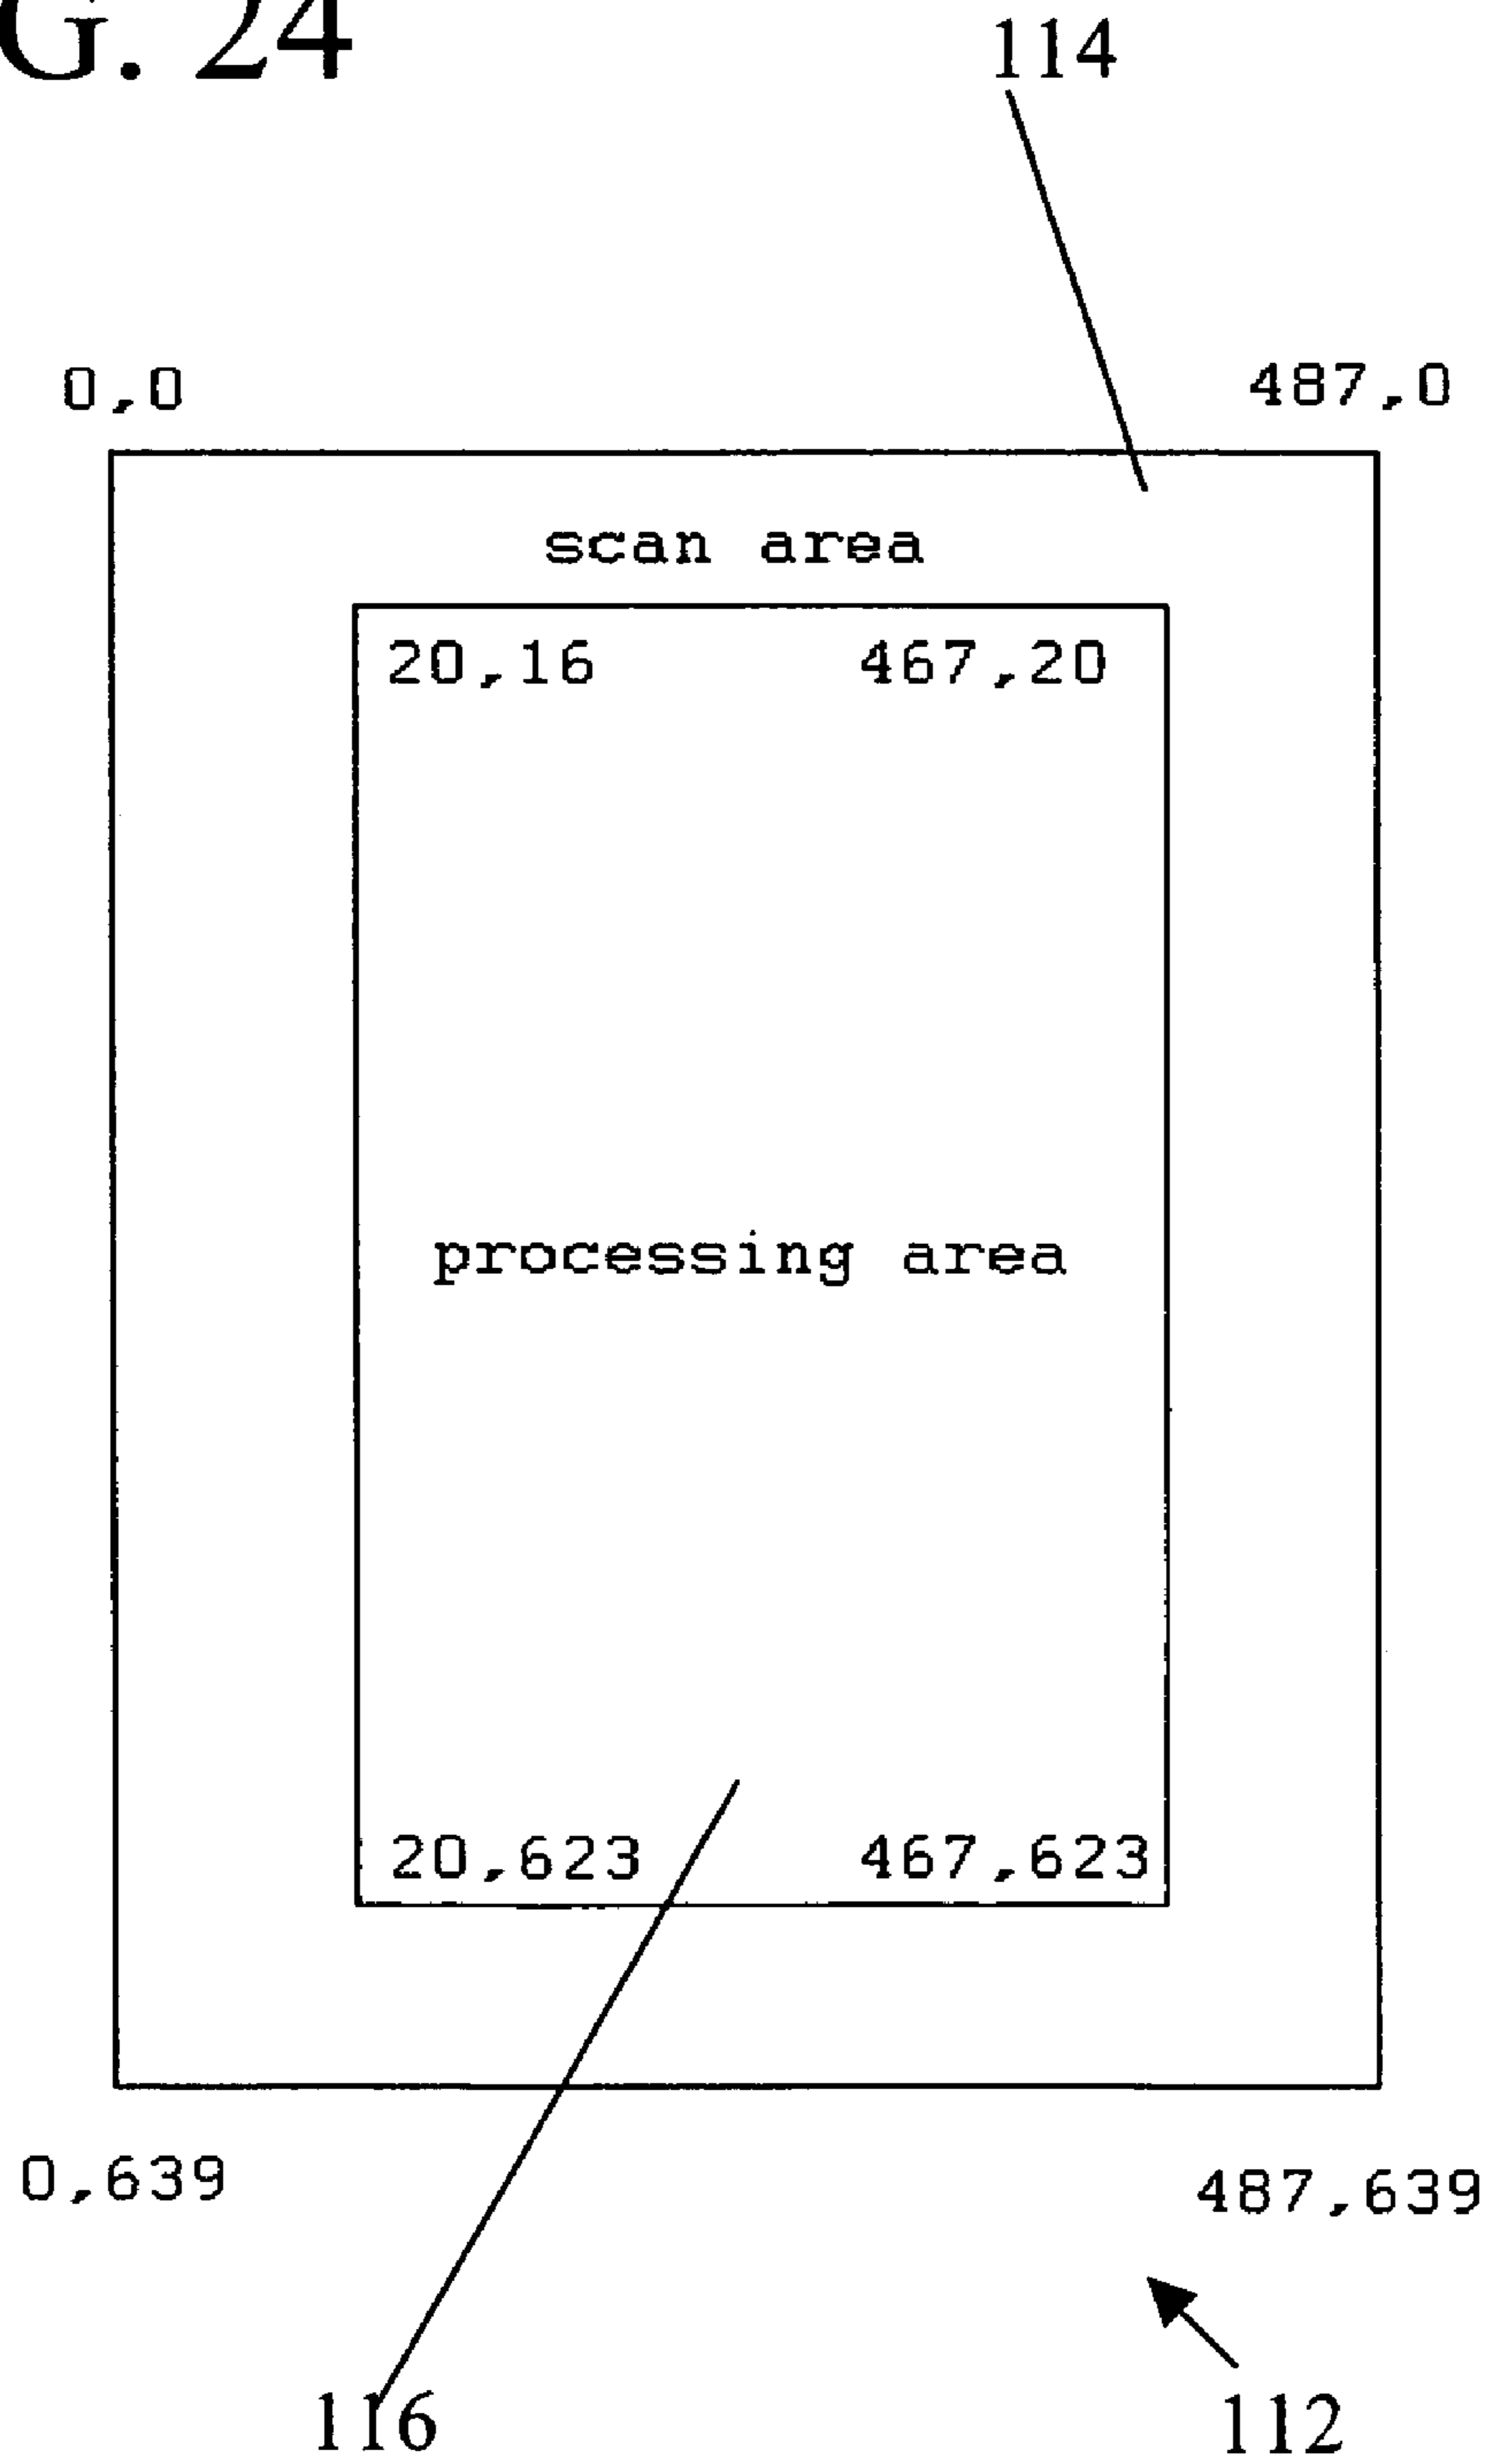 G. 24
114
0,0 487,0
scan area
20,16 467,20
processing area
20,623 467,623
0,639 487,639
116 112